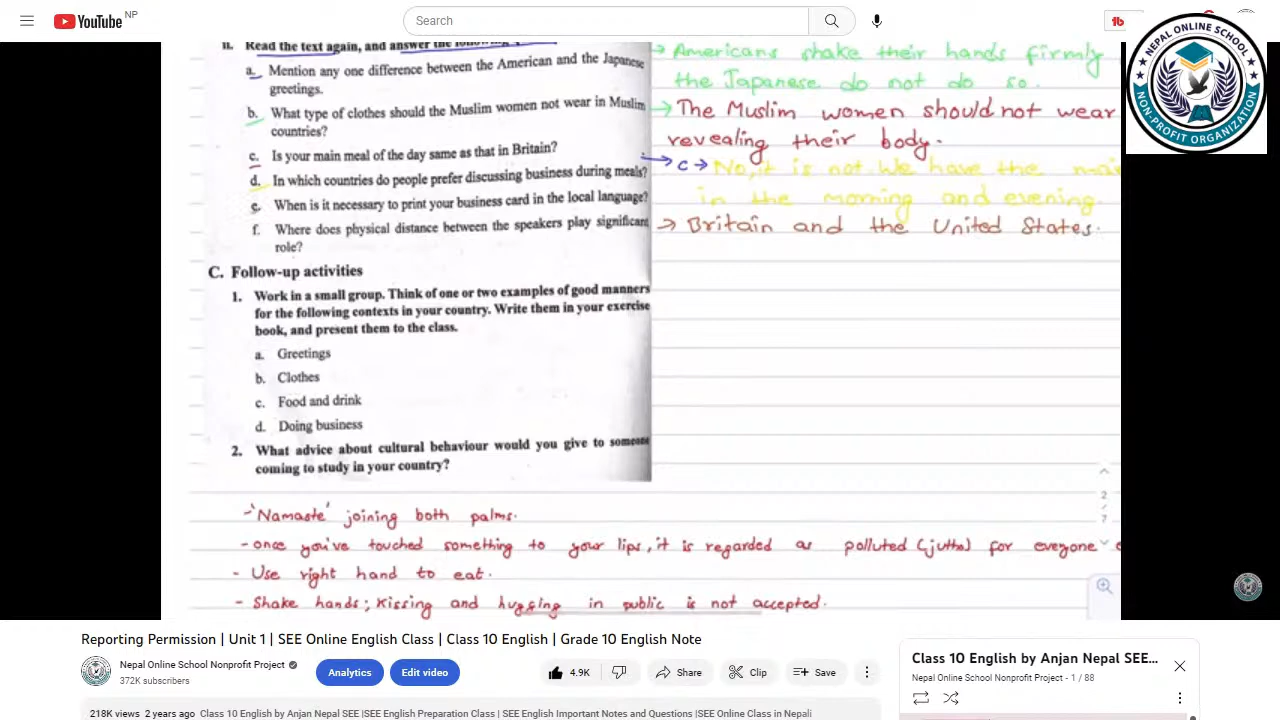 YouTube NP
Search
NEPAL ONLINE SCHOOL
NON-PROFIT ORGANIZATION
ii. Read the text again, and answer the
a. Mention any one difference between the American and the Japanese
greetings.
b. What type of clothes should the Muslim women not wear in Muslim
countries?
c. Is your main meal of the day same as that in Britain?
d. In which countries do people prefer discussing business during meals?
e. When is it necessary to print your business card in the local language?
f. Where does physical distance between the speakers play significant
role?
→ Americans shake their hands firmly
the Japanese do not do so.
→ The Muslim women should not wear
revealing their body.
→ c → No, it is not. We have the
in the morning and evening.
→ Britain and the United States.
C. Follow-up activities
1. Work in a small group. Think of one or two examples of good manners
for the following contexts in your country. Write them in your exercise
book, and present them to the class.
a. Greetings
b. Clothes
c. Food and drink
d. Doing business
2. What advice about cultural behaviour would you give to someone
coming to study in your country?
2
/
7
- 'Namaste' joining both palms.
- once you've touched something to your lips, it is regarded as polluted (jutho) for everyone
- Use right hand to eat.
- Shake hands; Kissing and hugging in public is not accepted.
Reporting Permission | Unit 1 | SEE Online English Class | Class 10 English | Grade 10 English Note
Nepal Online School Nonprofit Project
372K subscribers
Analytics
Edit video
4.9K
Share
Clip
Save
218K views 2 years ago Class 10 English by Anjan Nepal SEE |SEE English Preparation Class | SEE English Important Notes and Questions |SEE Online Class in Nepali
Class 10 English by Anjan Nepal SEE...
Nepal Online School Nonprofit Project - 1 / 88